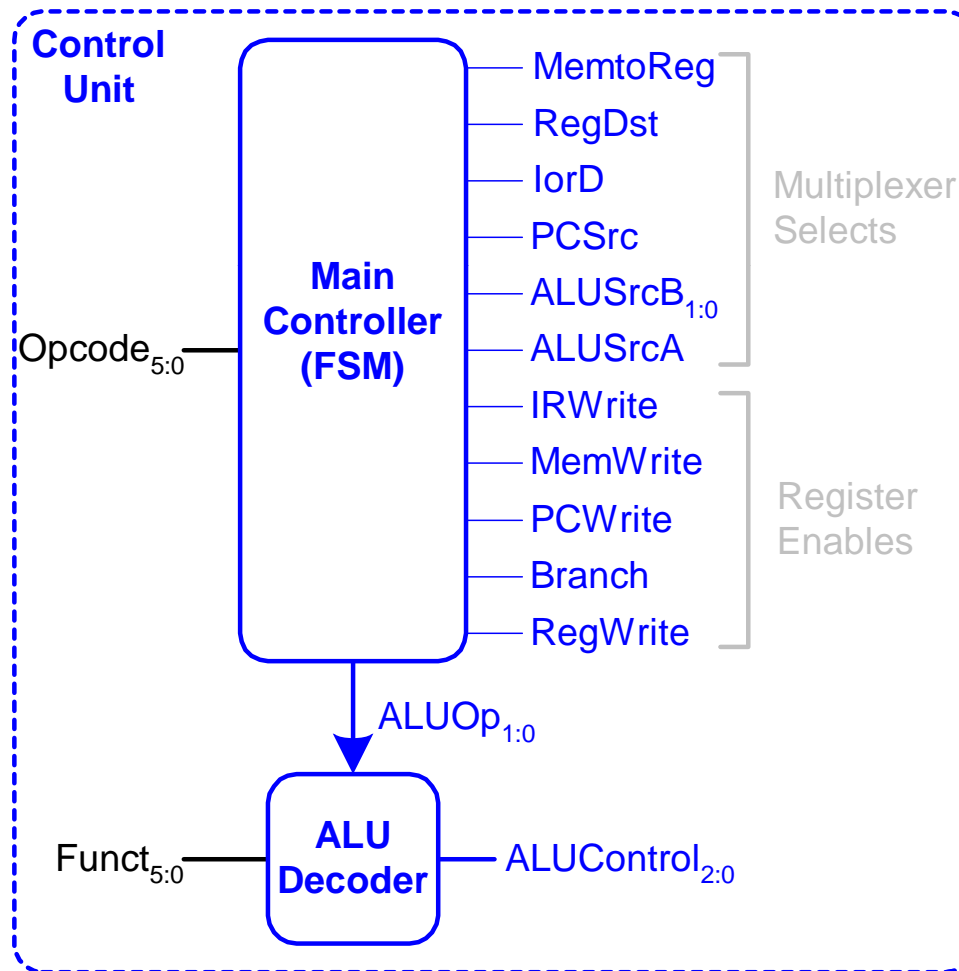 Control
Unit
MemtoReg
RegDst
IorD
PCSrc
ALUSrcB1:0
ALUSrcA
IRWrite
MemWrite
PCWrite
Branch
RegWrite
Multiplexer
Selects
Register
Enables
Main
Controller
(FSM)
Opcode5:0
ALUOp1:0
ALU
Decoder
Funct5:0
ALUControl2:0